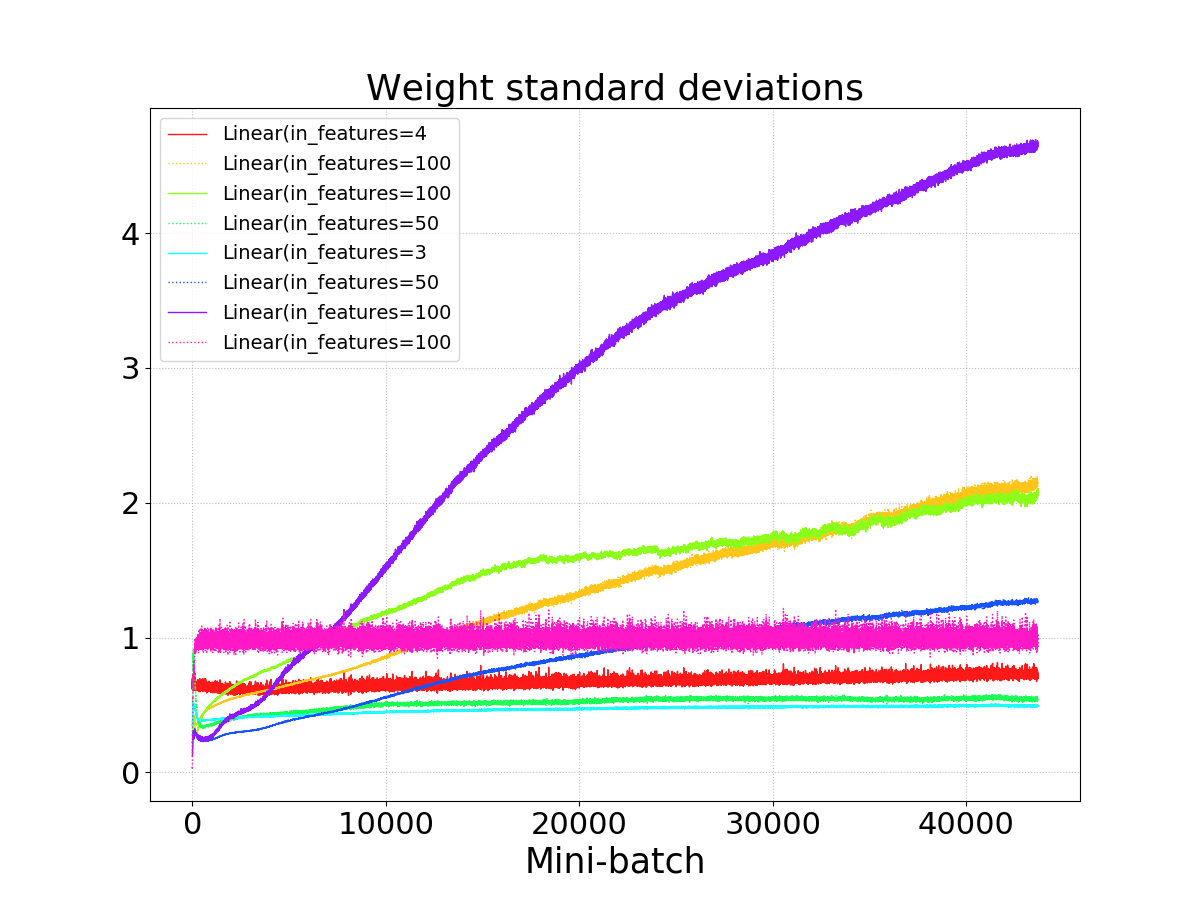 Weight standard deviations
Linear(in_features=4
Linear(in_features=100
Linear(in_features=100
Linear(in_features=50
Linear(in_features=3
Linear(in_features=50
Linear(in_features=100
Linear(in_features=100
4
3
2
1
0
0 10000 20000 30000 40000
Mini-batch